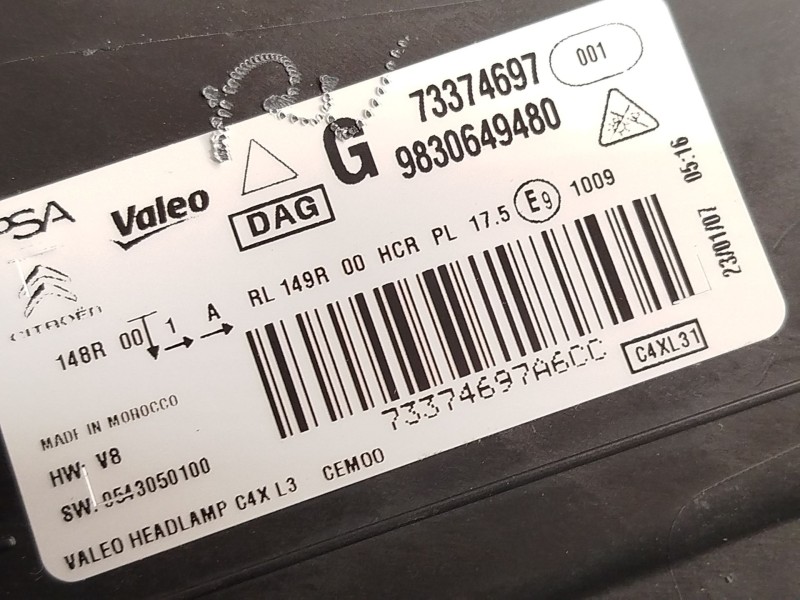 73374697 001
G 9830649480
PSA Valeo DAG
CITROËN
RL 149R 00 HCR PL 17.5 E9 1009
23/01/07 05:16
148R 00 1 A
73374697A6CC
C4XL31
MADE IN MOROCCO
HW: V8
SW: 0543050100
VALEO HEADLAMP C4X L3 CEM00